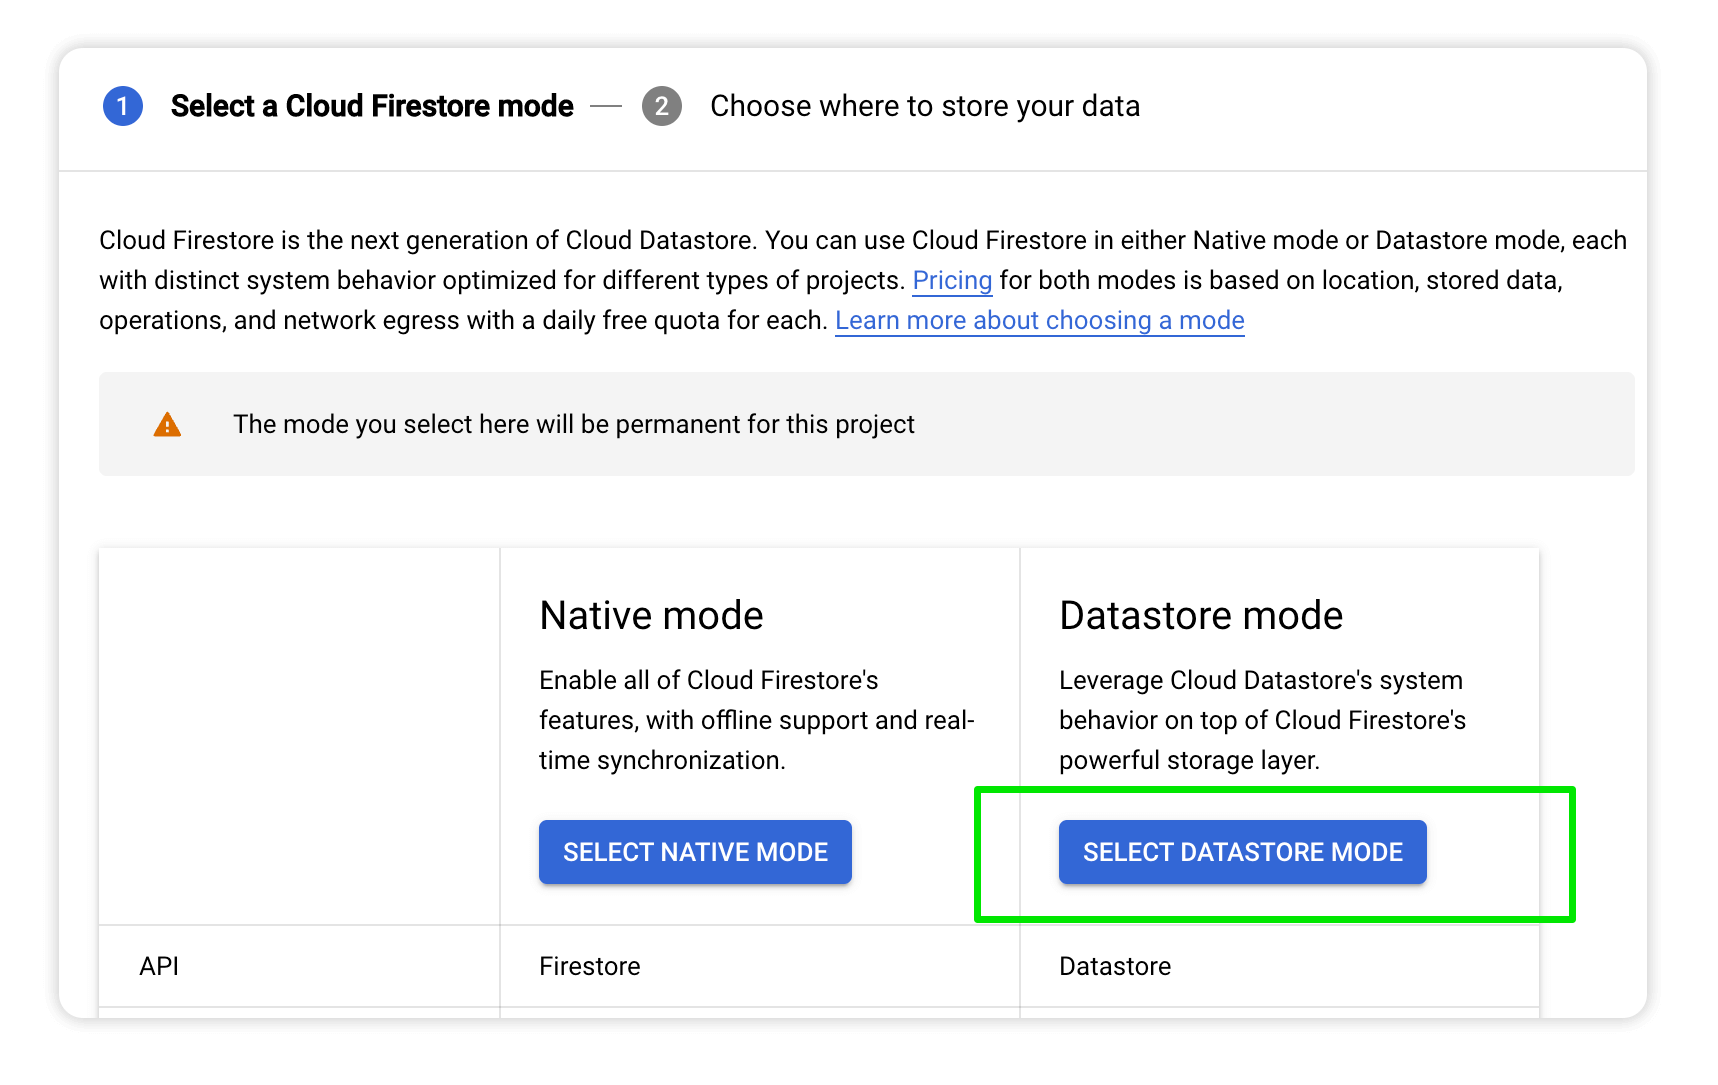 1 Select a Cloud Firestore mode — 2 Choose where to store your data
Cloud Firestore is the next generation of Cloud Datastore. You can use Cloud Firestore in either Native mode or Datastore mode, each
with distinct system behavior optimized for different types of projects. Pricing for both modes is based on location, stored data,
operations, and network egress with a daily free quota for each. Learn more about choosing a mode
The mode you select here will be permanent for this project
Native mode
Enable all of Cloud Firestore's
features, with offline support and real-
time synchronization.
SELECT NATIVE MODE
Datastore mode
Leverage Cloud Datastore's system
behavior on top of Cloud Firestore's
powerful storage layer.
SELECT DATASTORE MODE
API
Firestore
Datastore